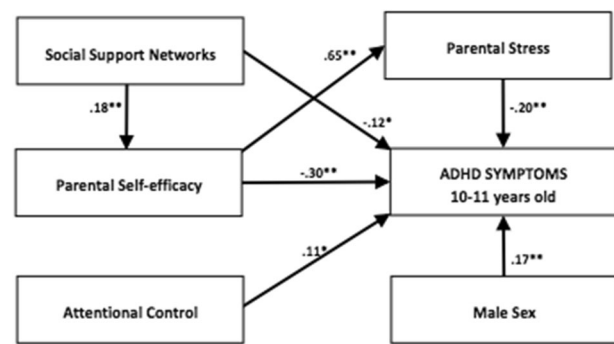 Social Support Networks
Parental Stress
.65**
.18**
-.12*
-.20**
Parental Self-efficacy
-.30**
ADHD SYMPTOMS
10-11 years old
.11*
.17**
Attentional Control
Male Sex